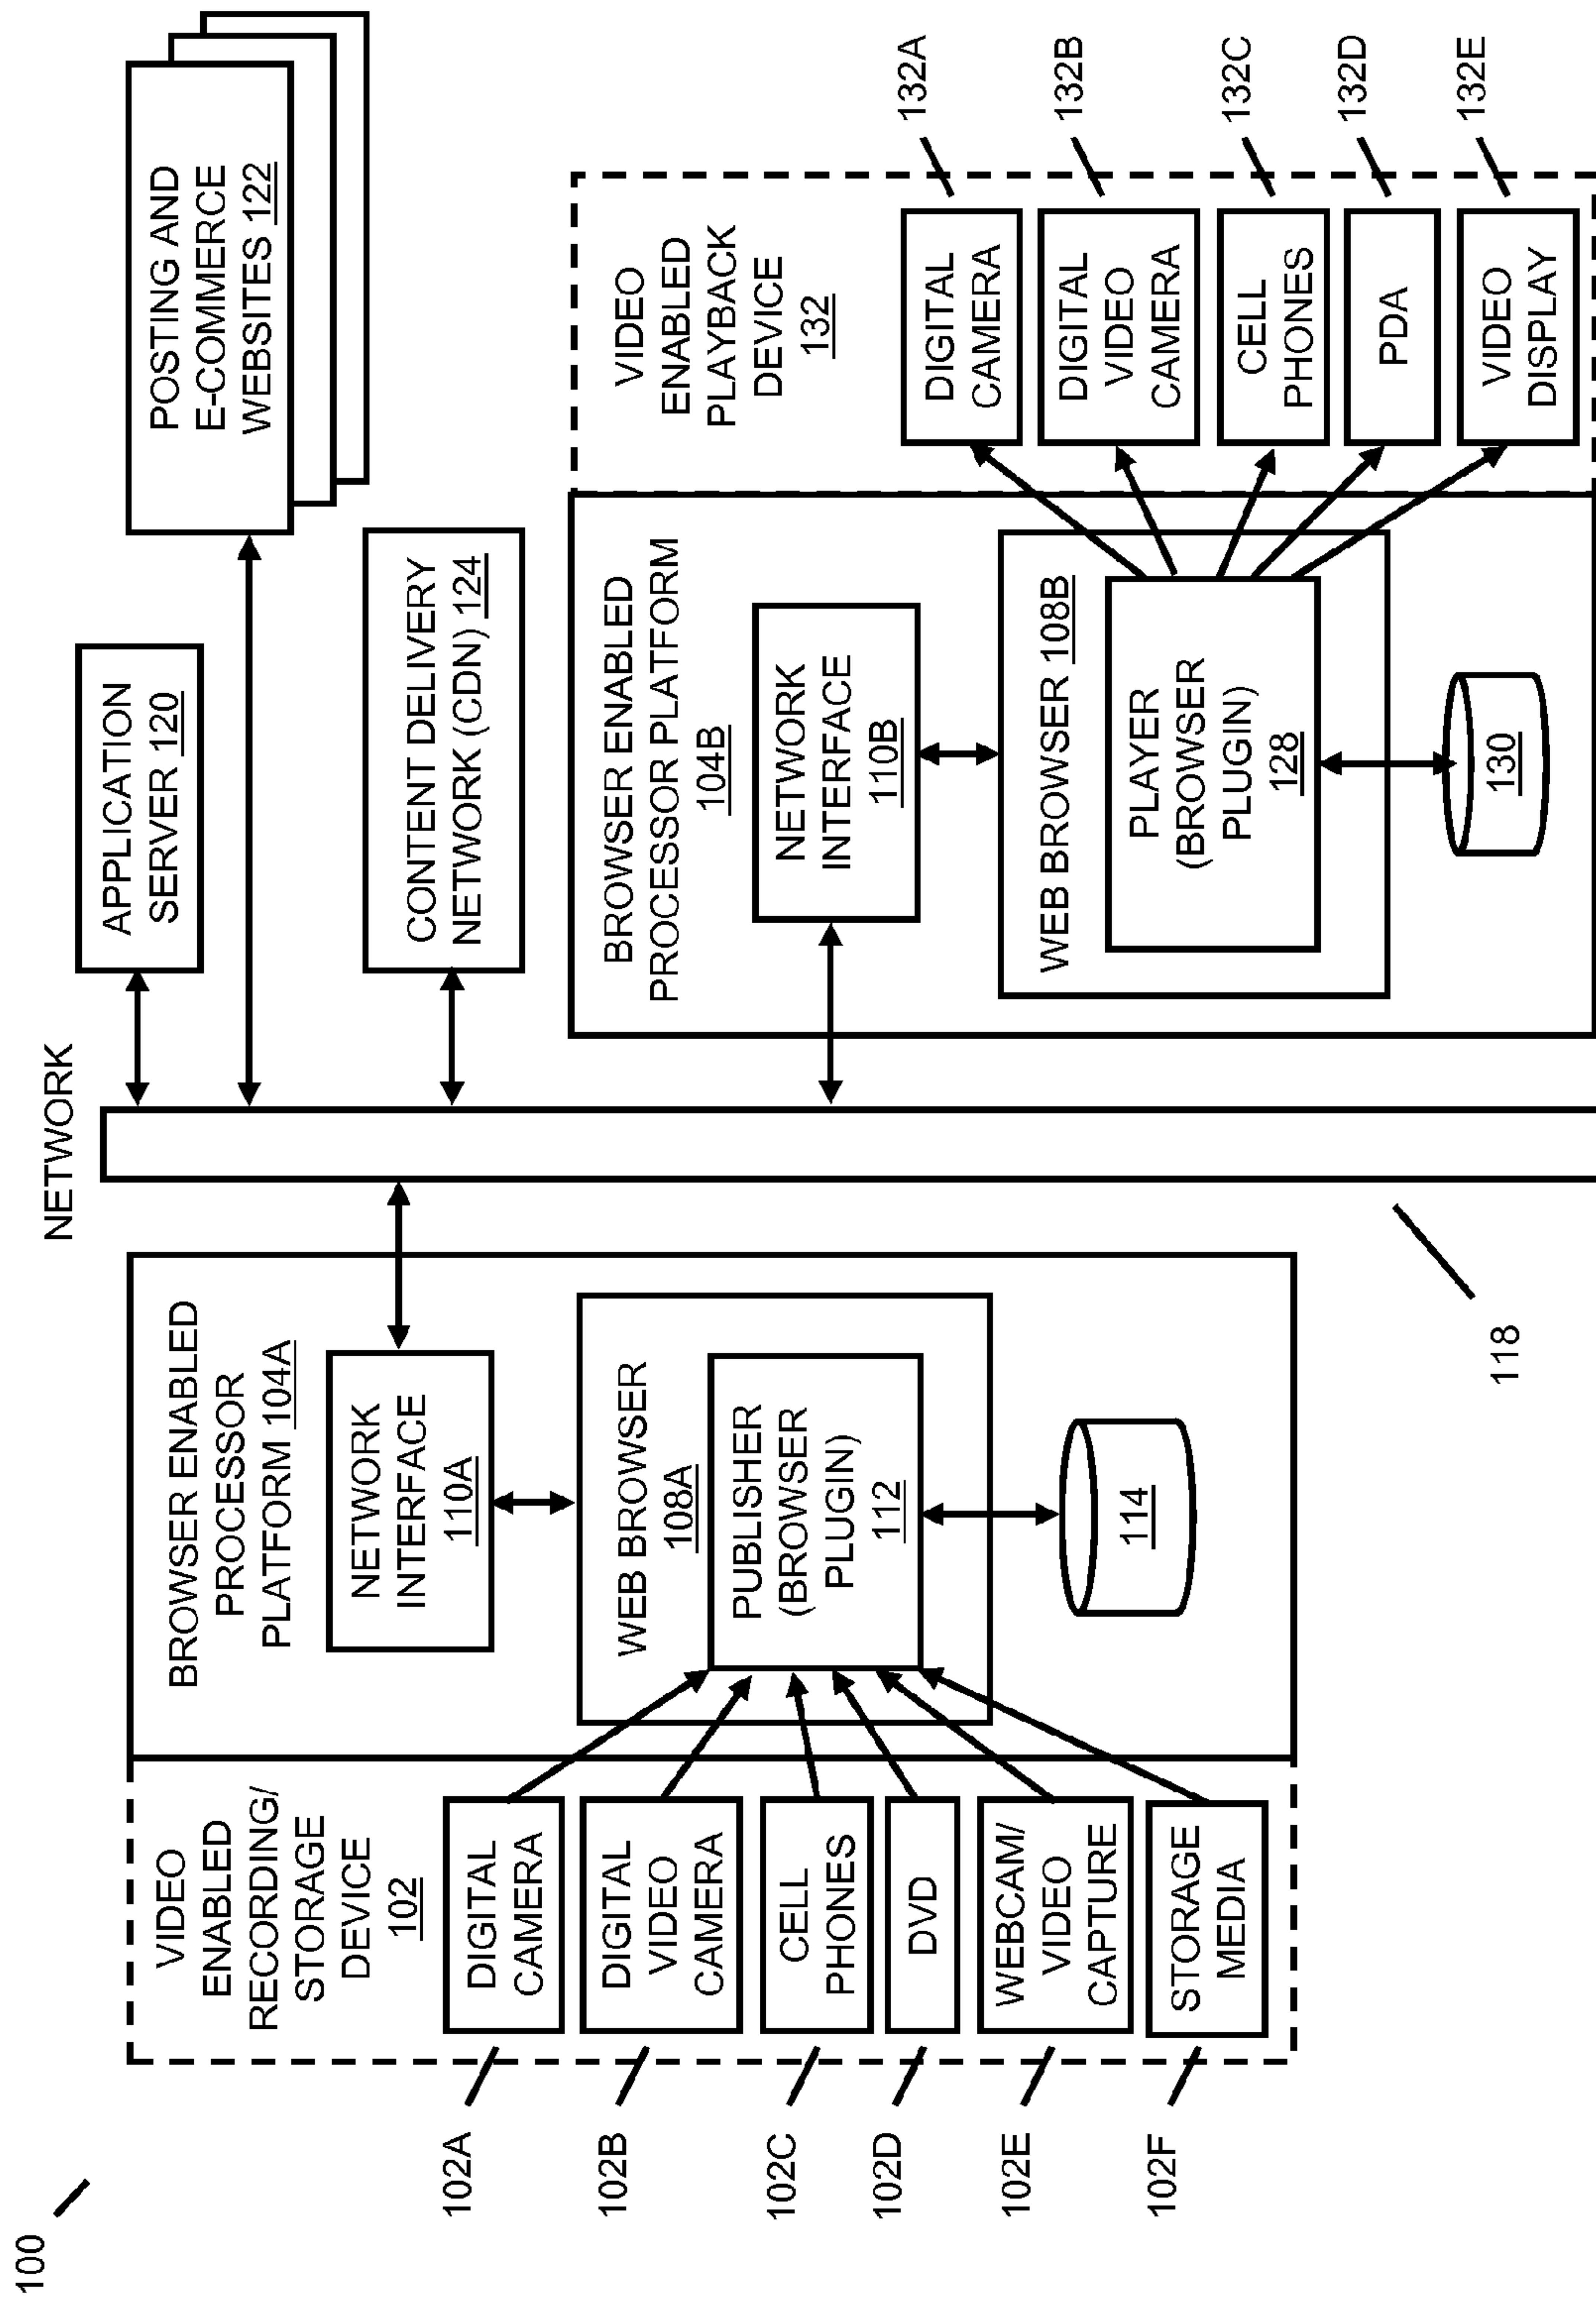 100
NETWORK
VIDEO
ENABLED
RECORDING/
STORAGE
DEVICE
102
DIGITAL
CAMERA
DIGITAL
VIDEO
CAMERA
CELL
PHONES
DVD
WEBCAM/
VIDEO
CAPTURE
STORAGE
MEDIA
102A
102B
102C
102D
102E
102F
BROWSER ENABLED
PROCESSOR
PLATFORM 104A
NETWORK
INTERFACE
110A
WEB BROWSER
108A
PUBLISHER
(BROWSER
PLUGIN)
112
114
118
APPLICATION
SERVER 120
POSTING AND
E-COMMERCE
WEBSITES 122
CONTENT DELIVERY
NETWORK (CDN) 124
BROWSER ENABLED
PROCESSOR PLATFORM
104B
NETWORK
INTERFACE
110B
WEB BROWSER 108B
PLAYER
(BROWSER
PLUGIN)
128
130
VIDEO
ENABLED
PLAYBACK
DEVICE
132
DIGITAL
CAMERA
DIGITAL
VIDEO
CAMERA
CELL
PHONES
PDA
VIDEO
DISPLAY
132A
132B
132C
132D
132E